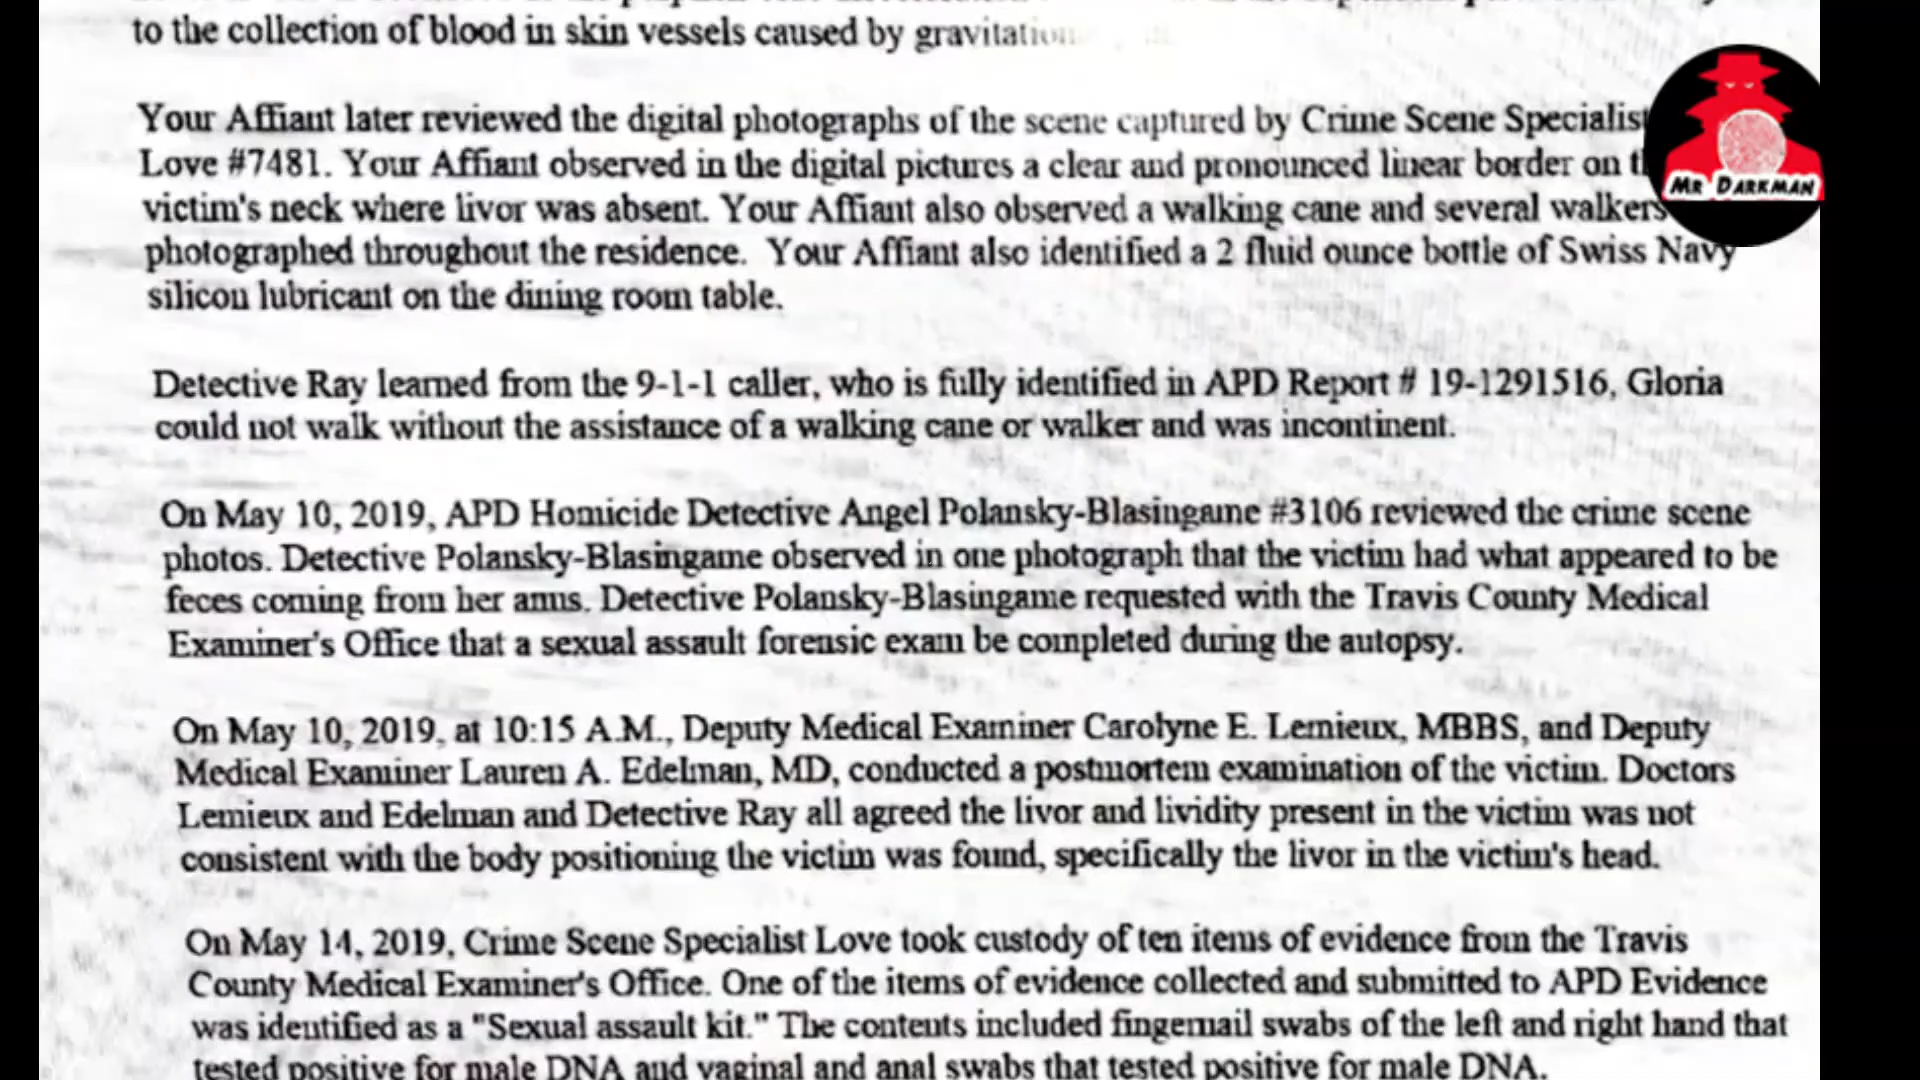 to the collection of blood in skin vessels caused by gravitation
Your Affiant later reviewed the digital photographs of the scene captured by Crime Scene Specialist
Love #7481. Your Affiant observed in the digital pictures a clear and pronounced linear border on
victim's neck where livor was absent. Your Affiant also observed a walking cane and several walkers
photographed throughout the residence. Your Affiant also identified a 2 fluid ounce bottle of Swiss Navy
silicon lubricant on the dining room table.
Detective Ray learned from the 9-1-1 caller, who is fully identified in APD Report # 19-1291516, Gloria
could not walk without the assistance of a walking cane or walker and was incontinent.
On May 10, 2019, APD Homicide Detective Angel Polansky-Blasingame #3106 reviewed the crime scene
photos. Detective Polansky-Blasingame observed in one photograph that the victim had what appeared to be
feces coming from her anus. Detective Polansky-Blasingame requested with the Travis County Medical
Examiner's Office that a sexual assault forensic exam be completed during the autopsy.
On May 10, 2019, at 10:15 A.M., Deputy Medical Examiner Carolyne E. Lemieux, MBBS, and Deputy
Medical Examiner Lauren A. Edelman, MD, conducted a postmortem examination of the victim. Doctors
Lemieux and Edelman and Detective Ray all agreed the livor and lividity present in the victim was not
consistent with the body positioning the victim was found, specifically the livor in the victim's head.
On May 14, 2019, Crime Scene Specialist Love took custody of ten items of evidence from the Travis
County Medical Examiner's Office. One of the items of evidence collected and submitted to APD Evidence
was identified as a "Sexual assault kit." The contents included fingernail swabs of the left and right hand that
tested positive for male DNA and vaginal and anal swabs that tested positive for male DNA.
MR DARKMAN